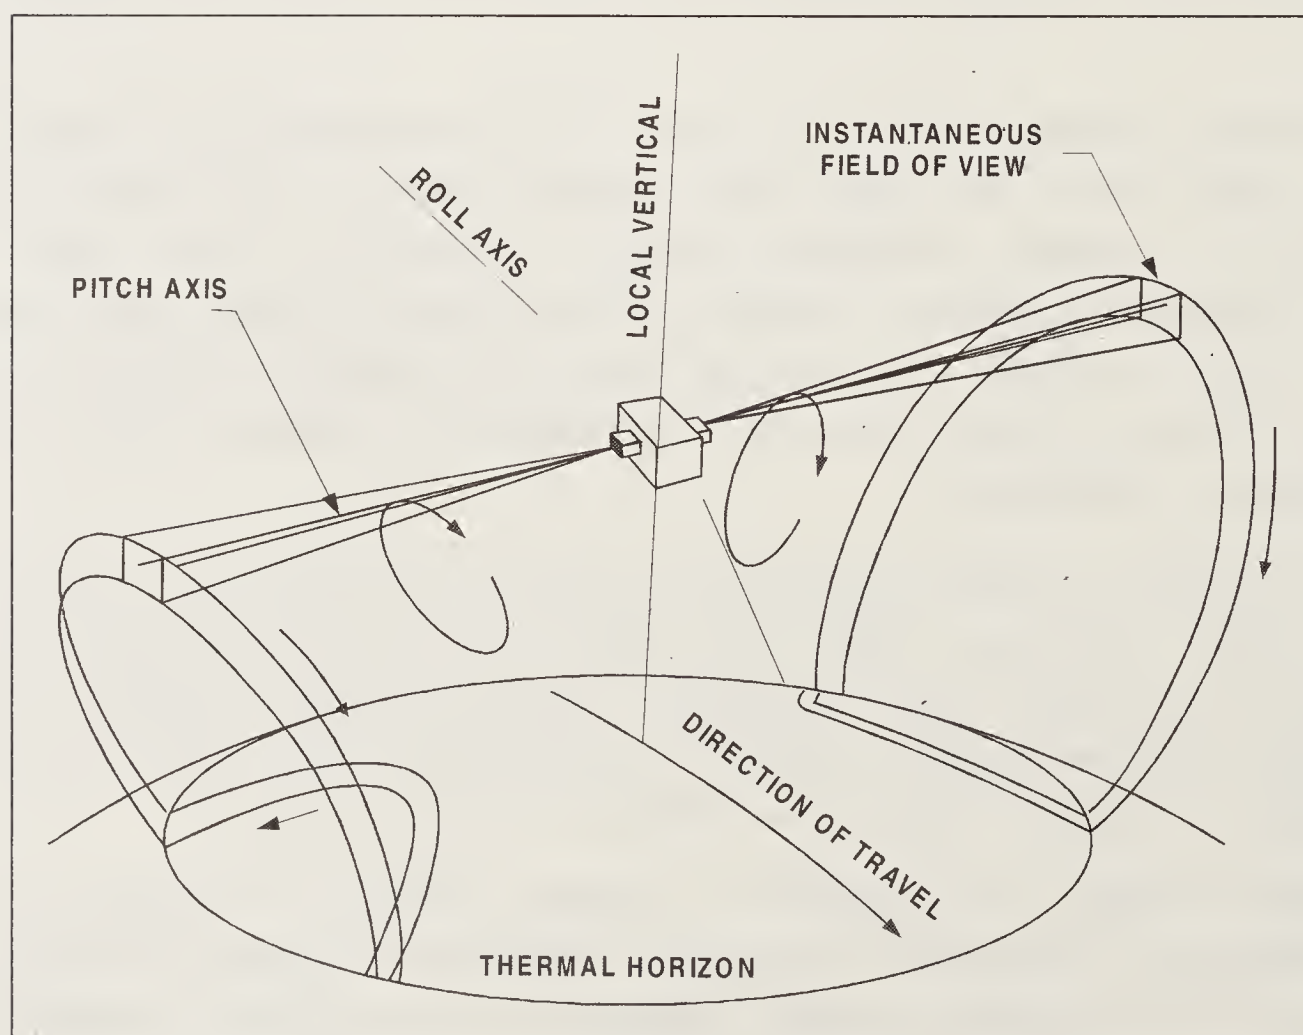 LOCAL VERTICAL
INSTANTANEOUS
FIELD OF VIEW
ROLL AXIS
PITCH AXIS
DIRECTION OF TRAVEL
THERMAL HORIZON